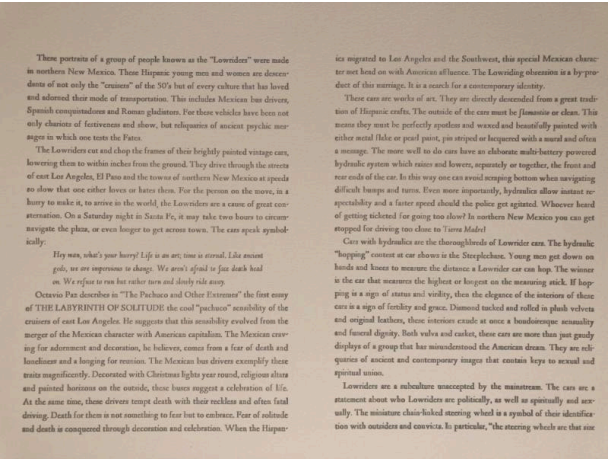 These portraits of a group of people known as the "Lowriders" were made
in northern New Mexico. These Hispanic young men and women are descen-
dents of not only the "cruisers" of the 50's but of every culture that has loved
and adorned their mode of transportation. This includes Mexican bus drivers,
Spanish conquistadores and Roman gladiators. For these vehicles have been not
only chariots of festiveness and show, but reliquaries of ancient psychic mes-
sages in which one tests the Fates.
The Lowriders cut and chop the frames of their brightly painted vintage cars,
lowering them to within inches from the ground. They drive through the streets
of east Los Angeles, El Paso and the towns of northern New Mexico at speeds
so slow that one either loves or hates them. For the person on the move, in a
hurry to make it, to arrive in the world, the Lowriders are a cause of great con-
sternation. On a Saturday night in Santa Fe, it may take two hours to circum-
navigate the plaza, or even longer to get across town. The cars speak symbol-
ically:
Hey man, what's your hurry! Life is an art; time is eternal. Like ancient
gods, we are impervious to change. We aren't afraid to face death head
on. We refuse to run but rather turn and slowly ride away.
Octavio Paz describes in "The Pachuco and Other Extremes" the first essay
of THE LABYRINTH OF SOLITUDE the cool "pachuco" sensibility of the
cruisers of east Los Angeles. He suggests that this sensibility evolved from the
merger of the Mexican character with American capitalism. The Mexican crav-
ing for adornment and decoration, he believes, comes from a fear of death and
loneliness and a longing for reunion. The Mexican bus drivers exemplify these
traits magnificently. Decorated with Christmas lights year round, religious altars
and painted horizons on the outside, these buses suggest a celebration of life.
At the same time, these drivers tempt death with their reckless and often fatal
driving. Death for them is not something to fear but to embrace. Fear of solitude
and death is conquered through decoration and celebration. When the Hispan-
ics migrated to Los Angeles and the Southwest, this special Mexican charac-
ter met head on with American affluence. The Lowriding obsession is a by-pro-
duct of this marriage. It is a search for a contemporary identity.
These cars are works of art. They are directly descended from a great tradi-
tion of Hispanic crafts. The outside of the cars must be flamantie or clean. This
means they must be perfectly spotless and waxed and beautifully painted with
either metal flake or pearl paint, pin striped or lacquered with a mural and often
a message. The more well to do cars have an elaborate multi-battery powered
hydraulic system which raises and lowers, separately or together, the front and
rear ends of the car. In this way one can avoid scraping bottom when navigating
difficult bumps and turns. Even more importantly, hydraulics allow instant re-
spectability and a faster speed should the police get agitated. Whoever heard
of getting ticketed for going too slow? In northern New Mexico you can get
stopped for driving too close to Tierra Madre!
Cars with hydraulics are the thoroughbreds of Lowrider cars. The hydraulic
"hopping" contest at car shows is the Steeplechase. Young men get down on
hands and knees to measure the distance a Lowrider car can hop. The winner
is the car that measures the highest or longest on the measuring stick. If hop-
ping is a sign of status and virility, then the elegance of the interiors of these
cars is a sign of fertility and grace. Diamond tucked and rolled in plush velvets
and original leathers, these interiors exude at once a boudoiresque sensuality
and funeral dignity. Both vulva and casket, these cars are more than just gaudy
displays of a group that has misunderstood the American dream. They are reli-
quaries of ancient and contemporary images that contain keys to sexual and
spiritual union.
Lowriders are a subculture unaccepted by the mainstream. The cars are a
statement about who Lowriders are politically, as well as spiritually and sex-
ually. The miniature chain-linked steering wheel is a symbol of their identifica-
tion with outsiders and convicts. In particular, "the steering wheels are that size